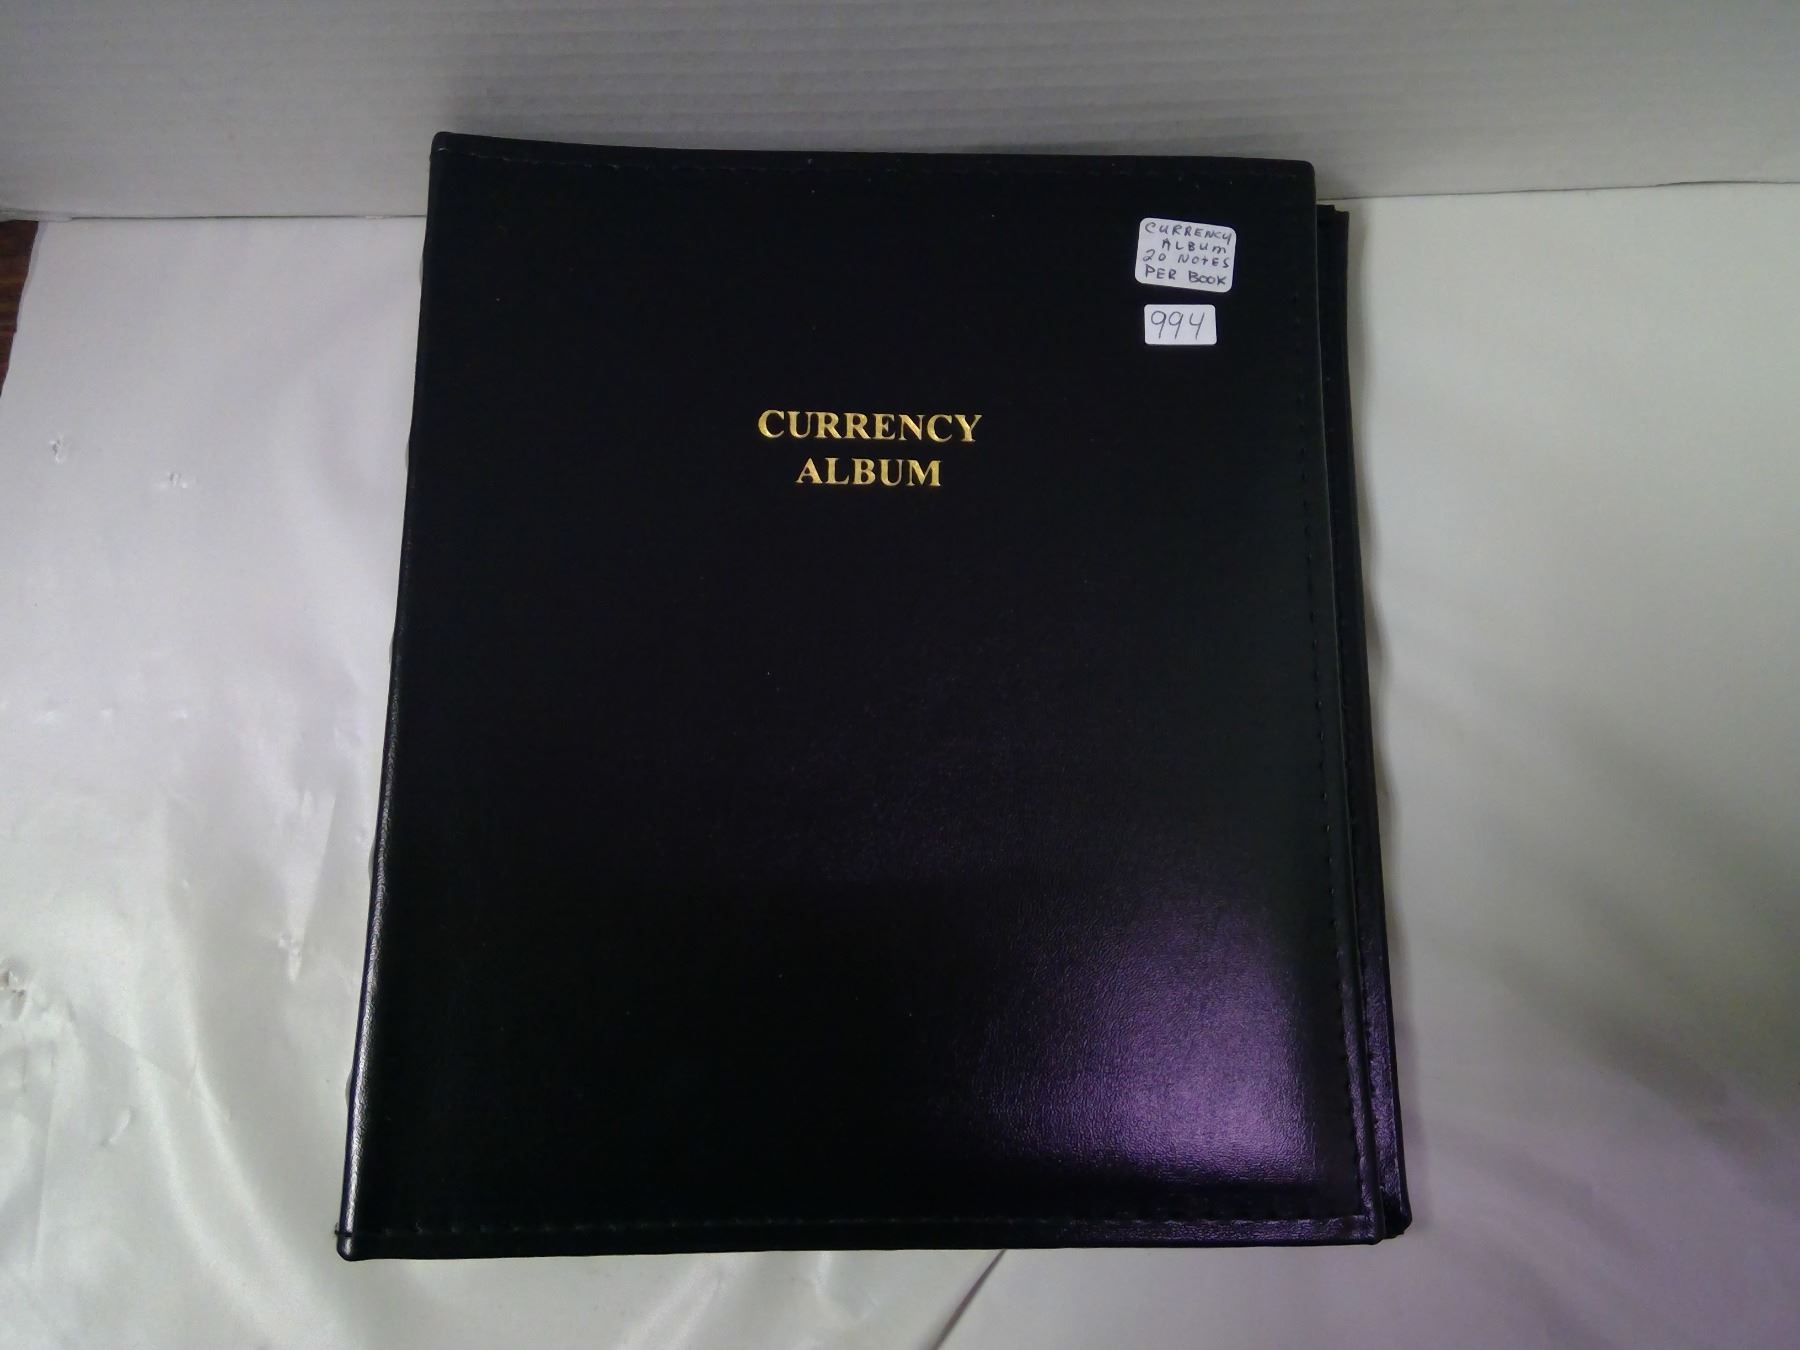 CURRENCY
ALBUM
20 NOTES
PER BOOK
994
CURRENCY
ALBUM